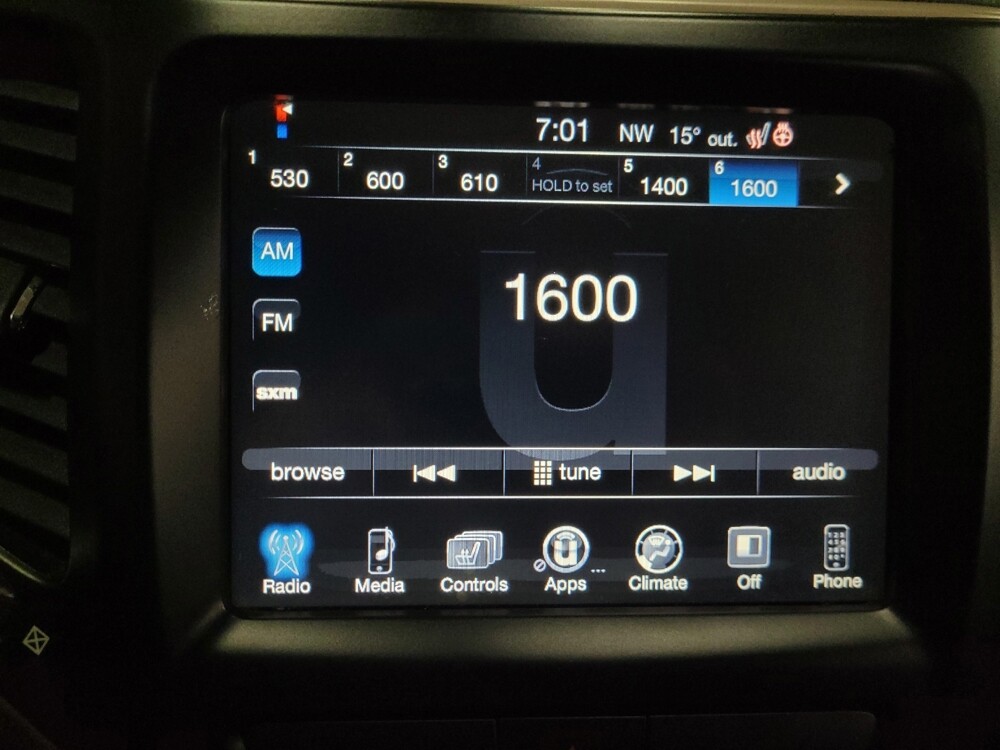 7:01 NW 15° out.
1 530 2 600 3 610 4 HOLD to set 5 1400 6 1600
AM
1600
FM
sxm
browse tune audio
Radio Media Controls Apps ... Climate Off Phone